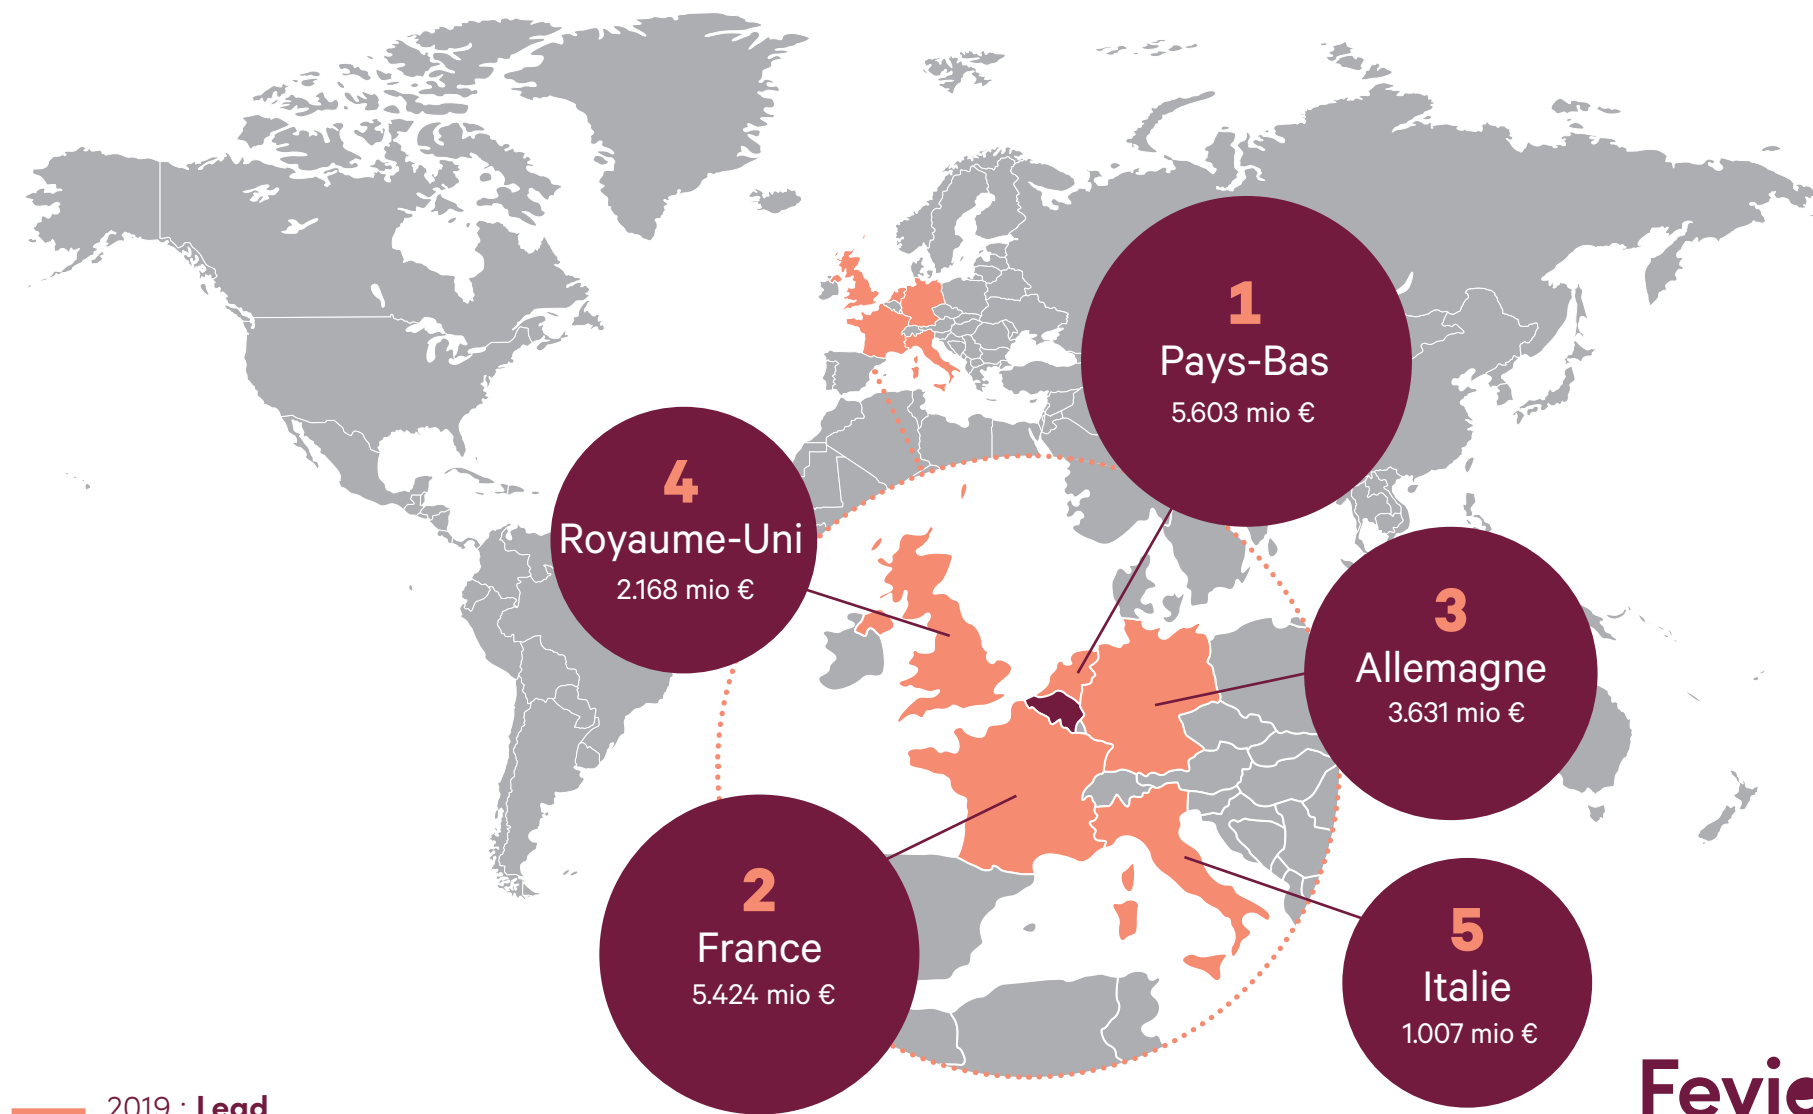 1
Pays-Bas
5.603 mio €
4
Royaume-Uni
2.168 mio €
3
Allemagne
3.631 mio €
2
France
5.424 mio €
5
Italie
1.007 mio €
2019 : Lead